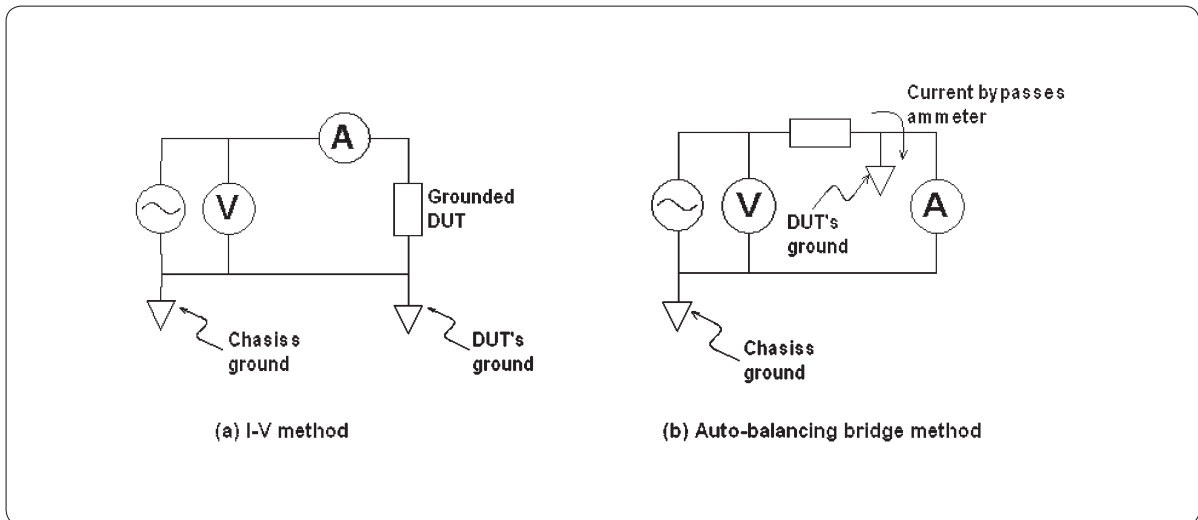 A
V
Grounded
DUT
Chasiss
ground
DUT's
ground
(a) I-V method
Current bypasses
ammeter
V
A
DUT's
ground
Chasiss
ground
(b) Auto-balancing bridge method